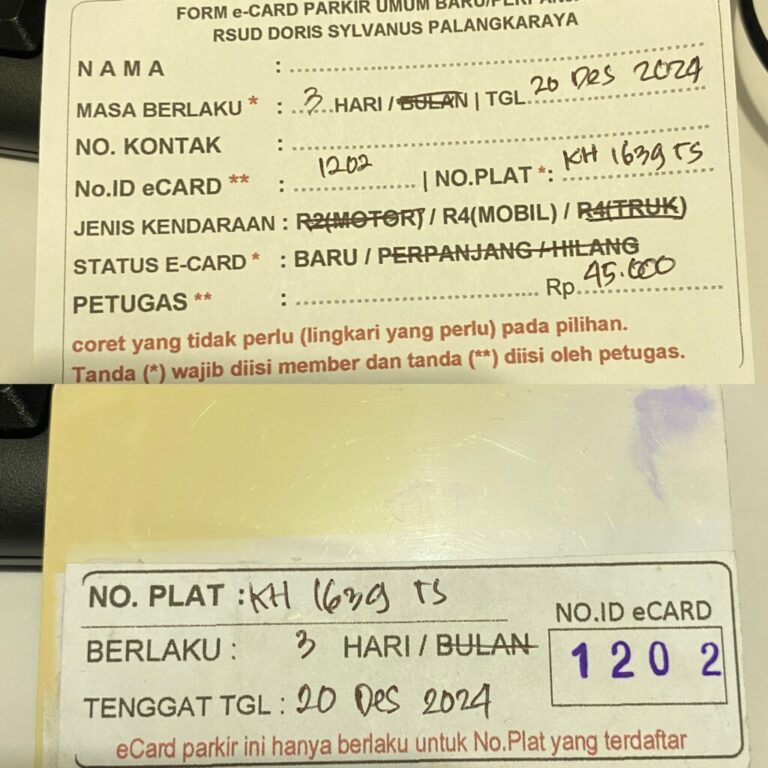 FORM e-CARD PARKIR UMUM BARU/PERPANJ
RSUD DORIS SYLVANUS PALANGKARAYA
NAMA :
MASA BERLAKU * : 3 HARI / BULAN | TGL 20 Des 2024
NO. KONTAK :
No.ID eCARD ** : 1202 | NO.PLAT *: KH 1639 TS
JENIS KENDARAAN : R2(MOTOR) / R4(MOBIL) / R4(TRUK)
STATUS E-CARD * : BARU / PERPANJANG / HILANG
PETUGAS ** : Rp 45.000
coret yang tidak perlu (lingkari yang perlu) pada pilihan.
Tanda (*) wajib diisi member dan tanda (**) diisi oleh petugas.
NO. PLAT : KH 1639 TS
NO.ID eCARD
BERLAKU : 3 HARI / BULAN
1202
TENGGAT TGL : 20 Des 2024
eCard parkir ini hanya berlaku untuk No.Plat yang terdaftar